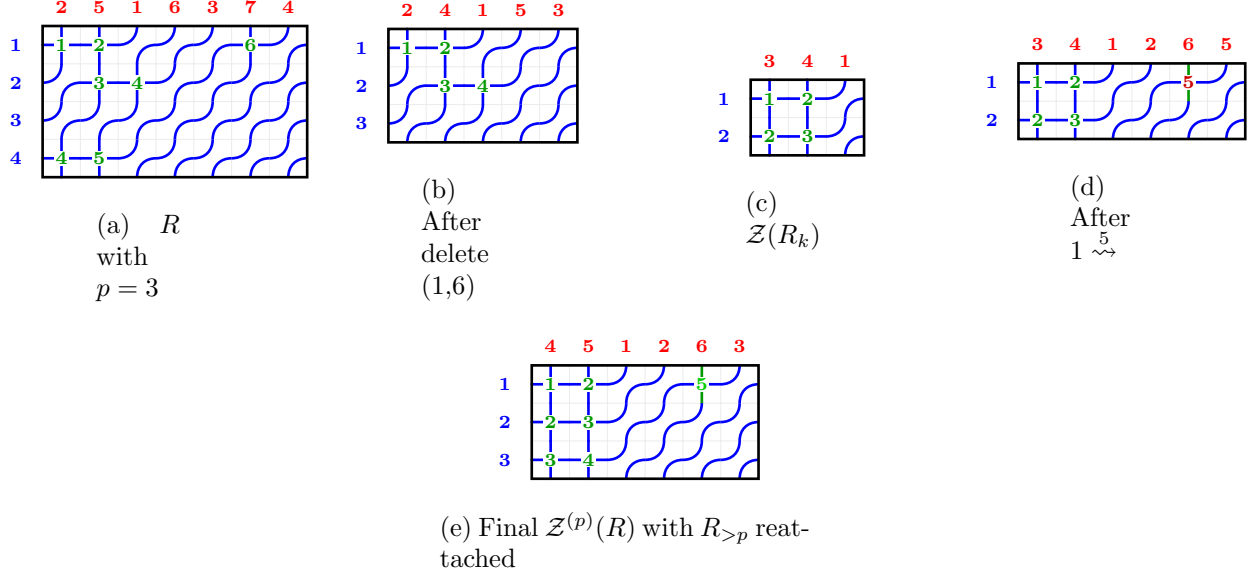 2 5 1 6 3 7 4
1 1 2 6
2 3 4
3
4 4 5
(a) R
with
p = 3
2 4 1 5 3
1 1 2
2 3 4
3
(b)
After
delete
(1,6)
3 4 1
1 1 2
2 2 3
(c)
𝒵(R_k)
3 4 1 2 6 5
1 1 2 5
2 2 3
(d)
After
1 ⇝^5
4 5 1 2 6 3
1 1 2 5
2 2 3
3 3 4
(e) Final 𝒵^{(p)}(R) with R_{>p} reat-
tached